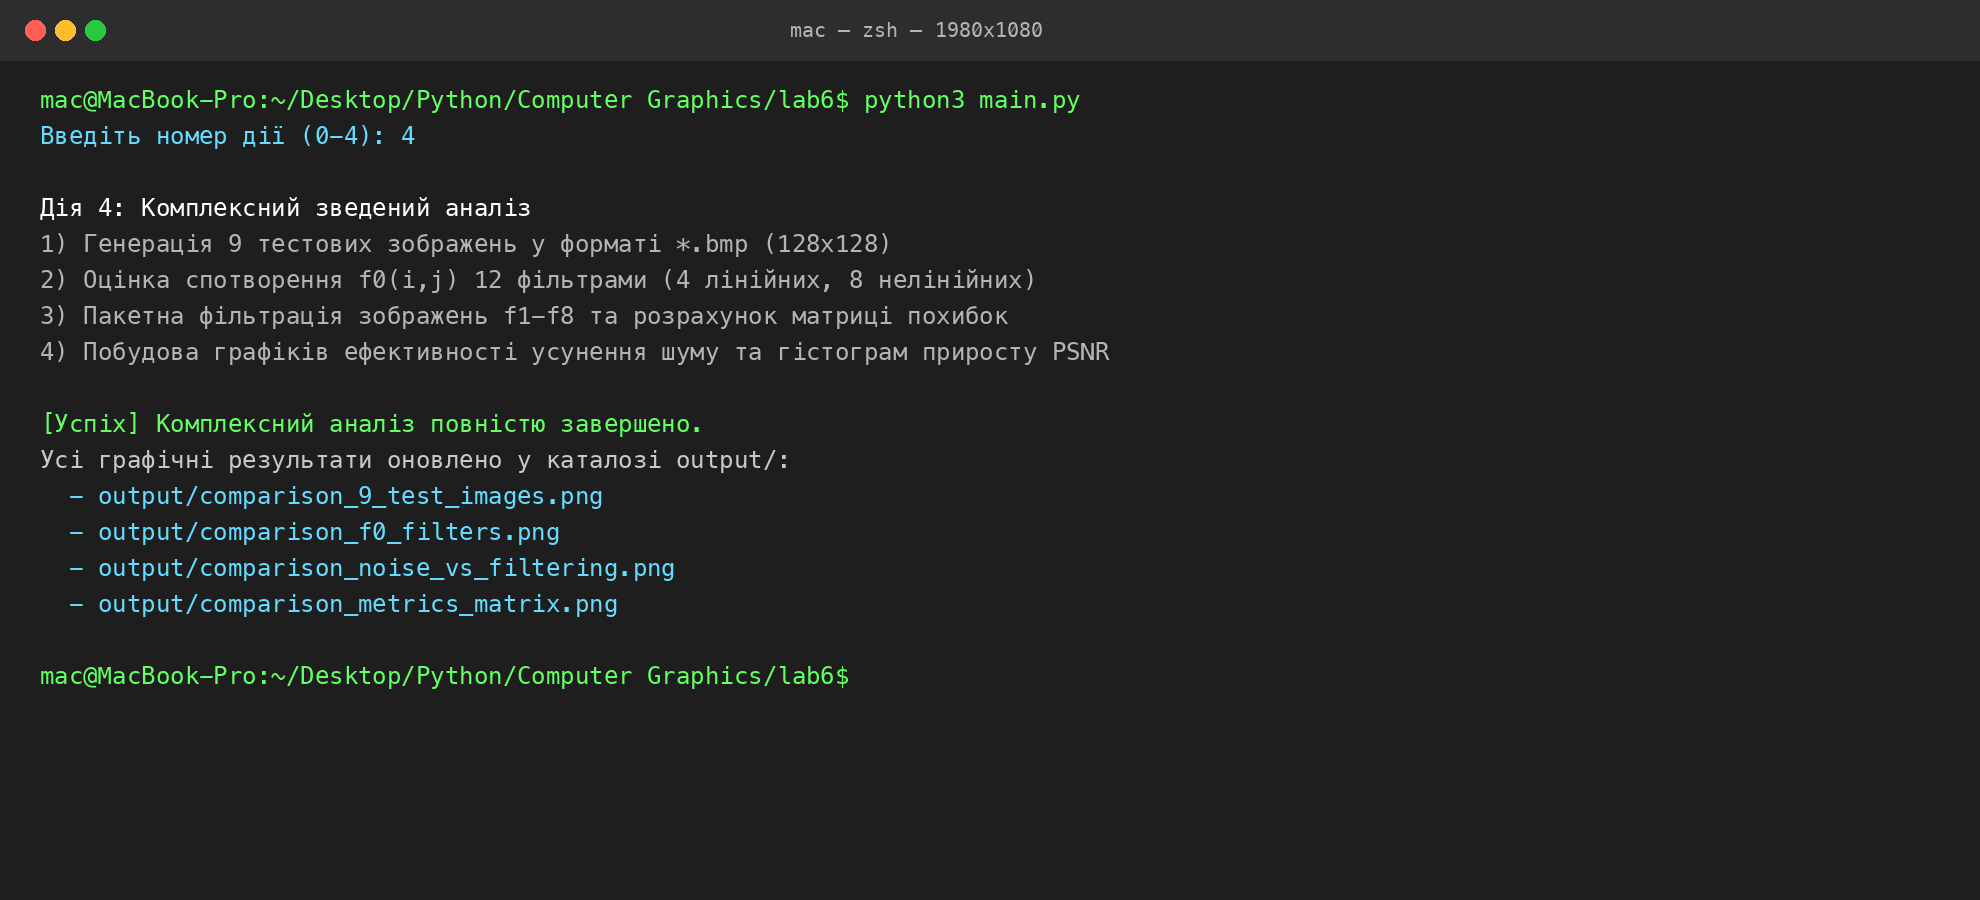 mac — zsh — 1980x1080
mac@MacBook–Pro:~/Desktop/Python/Computer Graphics/lab6$ python3 main.py
Введіть номер дії (0–4): 4
Дія 4: Комплексний зведений аналіз
1) Генерація 9 тестових зображень у форматі *.bmp (128x128)
2) Оцінка спотворення f0(i,j) 12 фільтрами (4 лінійних, 8 нелінійних)
3) Пакетна фільтрація зображень f1–f8 та розрахунок матриці похибок
4) Побудова графіків ефективності усунення шуму та гістограм приросту PSNR
[Успіх] Комплексний аналіз повністю завершено.
Усі графічні результати оновлено у каталозі output/:
– output/comparison_9_test_images.png
– output/comparison_f0_filters.png
– output/comparison_noise_vs_filtering.png
– output/comparison_metrics_matrix.png
mac@MacBook–Pro:~/Desktop/Python/Computer Graphics/lab6$